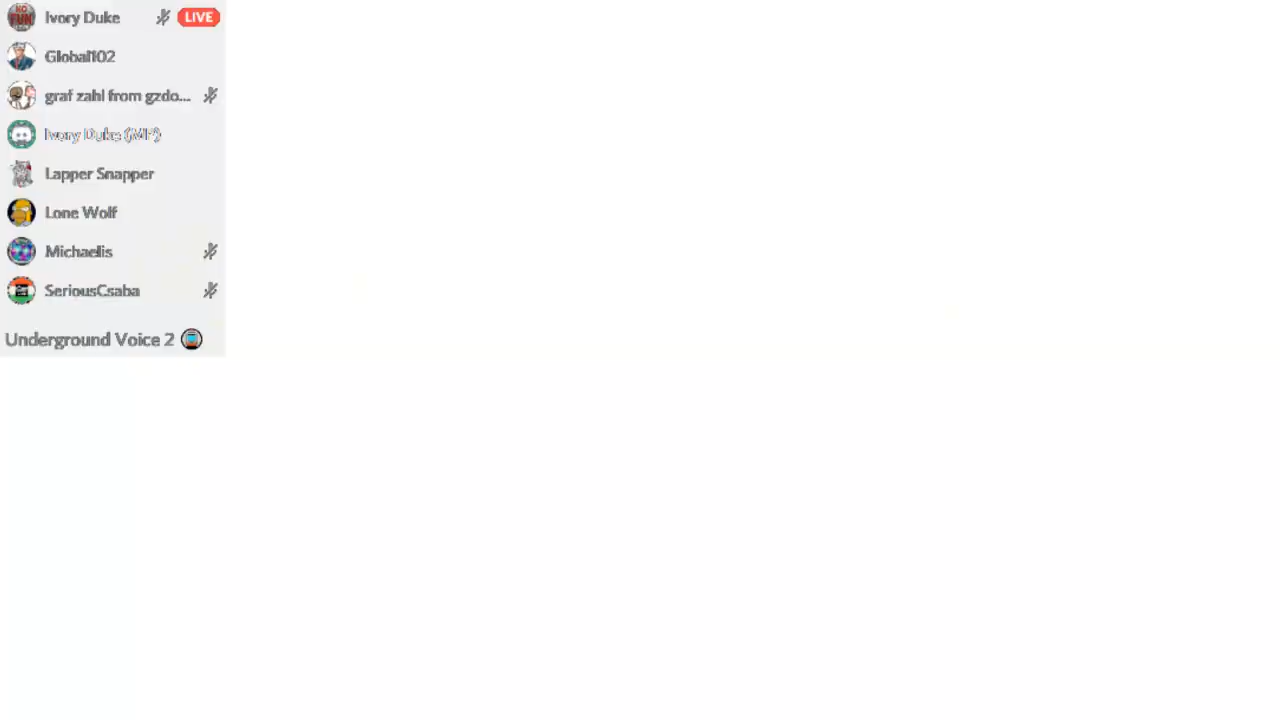 Ivory Duke LIVE
Global102
graf zahl from gzdo...
Ivory Duke (MP)
Lapper Snapper
Lone Wolf
Michaelis
SeriousCsaba
Underground Voice 2